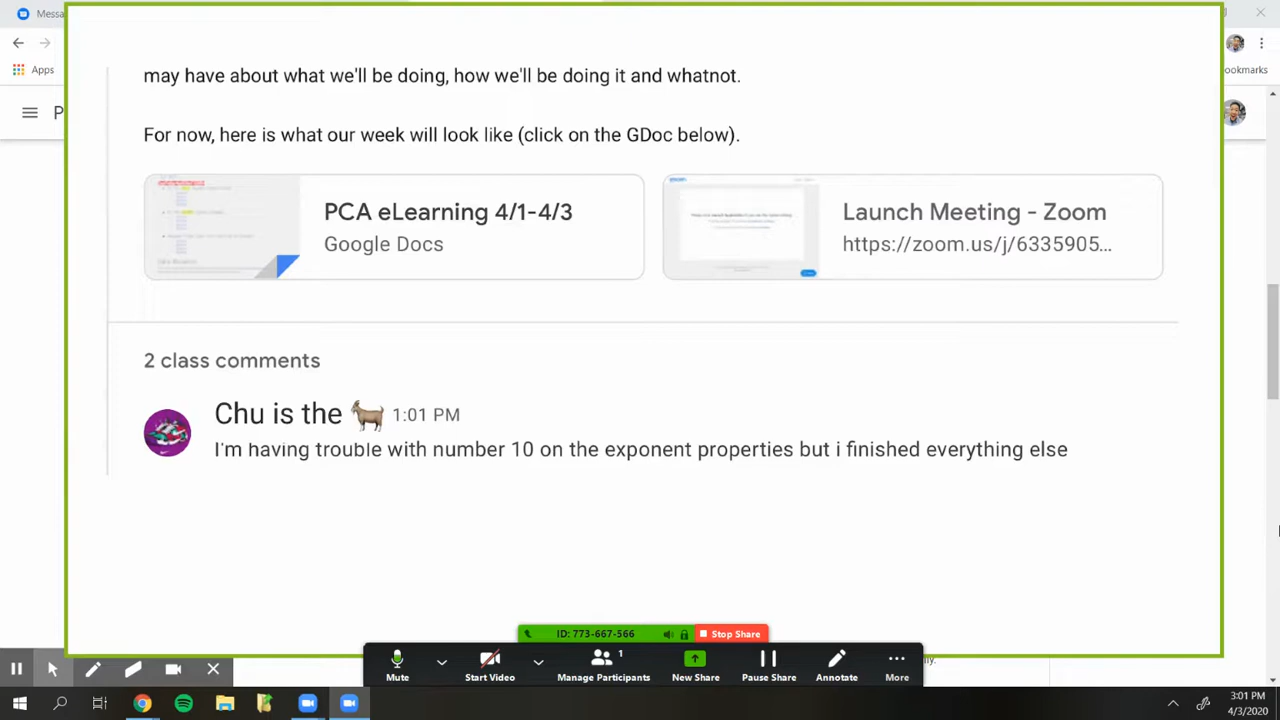 Messa
Apps
ookmarks
P
may have about what we'll be doing, how we'll be doing it and whatnot.
For now, here is what our week will look like (click on the GDoc below).
PCA eLearning 4/1-4/3
Google Docs
Launch Meeting - Zoom
https://zoom.us/j/6335905...
2 class comments
Chu is the 🐐 1:01 PM
I'm having trouble with number 10 on the exponent properties but i finished everything else
ID: 773-667-566
Stop Share
1
Mute
Start Video
Manage Participants
New Share
Pause Share
Annotate
More
ly.
3:01 PM
4/3/2020